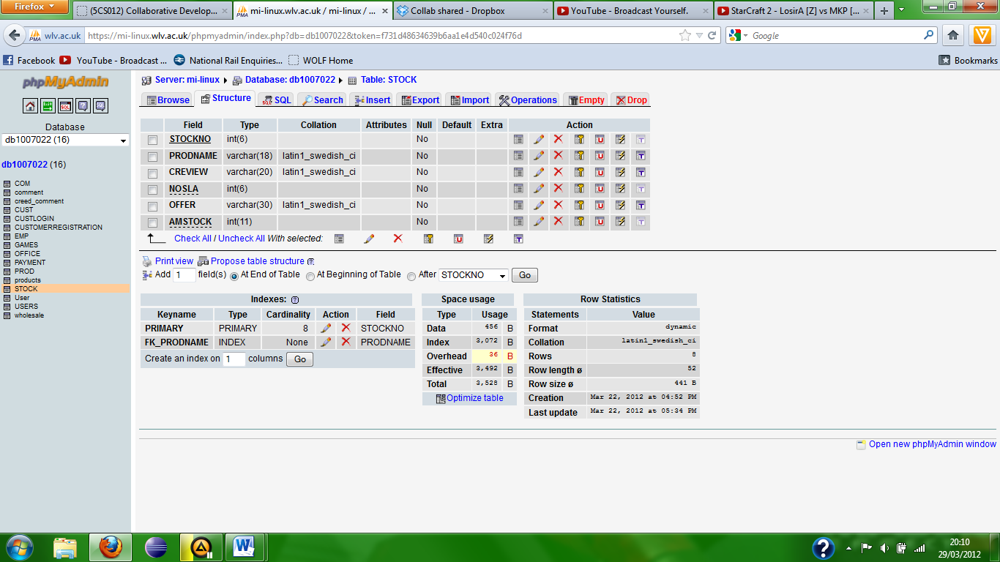 Firefox
(5CS012) Collaborative Develop...
mi-linux.wlv.ac.uk / mi-linux / ...
Collab shared - Dropbox
YouTube - Broadcast Yourself.
StarCraft 2 - LosirA [Z] vs MKP [...
wlv.ac.uk https://mi-linux.wlv.ac.uk/phpmyadmin/index.php?db=db1007022&token=f731d48634639b6aa1e4d540c024f76d
Google
Facebook YouTube - Broadcast ... National Rail Enquiries... WOLF Home Bookmarks
phpMyAdmin
Database
db1007022 (16)
db1007022 (16)
COM
comment
creed_comment
CUST
CUSTLOGIN
CUSTOMERREGISTRATION
EMP
GAMES
OFFICE
PAYMENT
PROD
products
STOCK
User
USERS
wholesale
Server: mi-linux Database: db1007022 Table: STOCK
Browse Structure SQL Search Insert Export Import Operations Empty Drop
Field Type Collation Attributes Null Default Extra Action
STOCKNO int(6) No
PRODNAME varchar(18) latin1_swedish_ci No
CREVIEW varchar(20) latin1_swedish_ci No
NOSLA int(6) No
OFFER varchar(30) latin1_swedish_ci No
AMSTOCK int(11) No
Check All / Uncheck All With selected:
Print view Propose table structure
Add 1 field(s) At End of Table At Beginning of Table After STOCKNO Go
Indexes:
Keyname Type Cardinality Action Field
PRIMARY PRIMARY 8 STOCKNO
FK_PRODNAME INDEX None PRODNAME
Create an index on 1 columns Go
Space usage
Type Usage
Data 456 B
Index 3,072 B
Overhead 36 B
Effective 3,492 B
Total 3,528 B
Optimize table
Row Statistics
Statements Value
Format dynamic
Collation latin1_swedish_ci
Rows 8
Row length ø 52
Row size ø 441 B
Creation Mar 22, 2012 at 04:52 PM
Last update Mar 22, 2012 at 05:34 PM
Open new phpMyAdmin window
20:10
29/03/2012